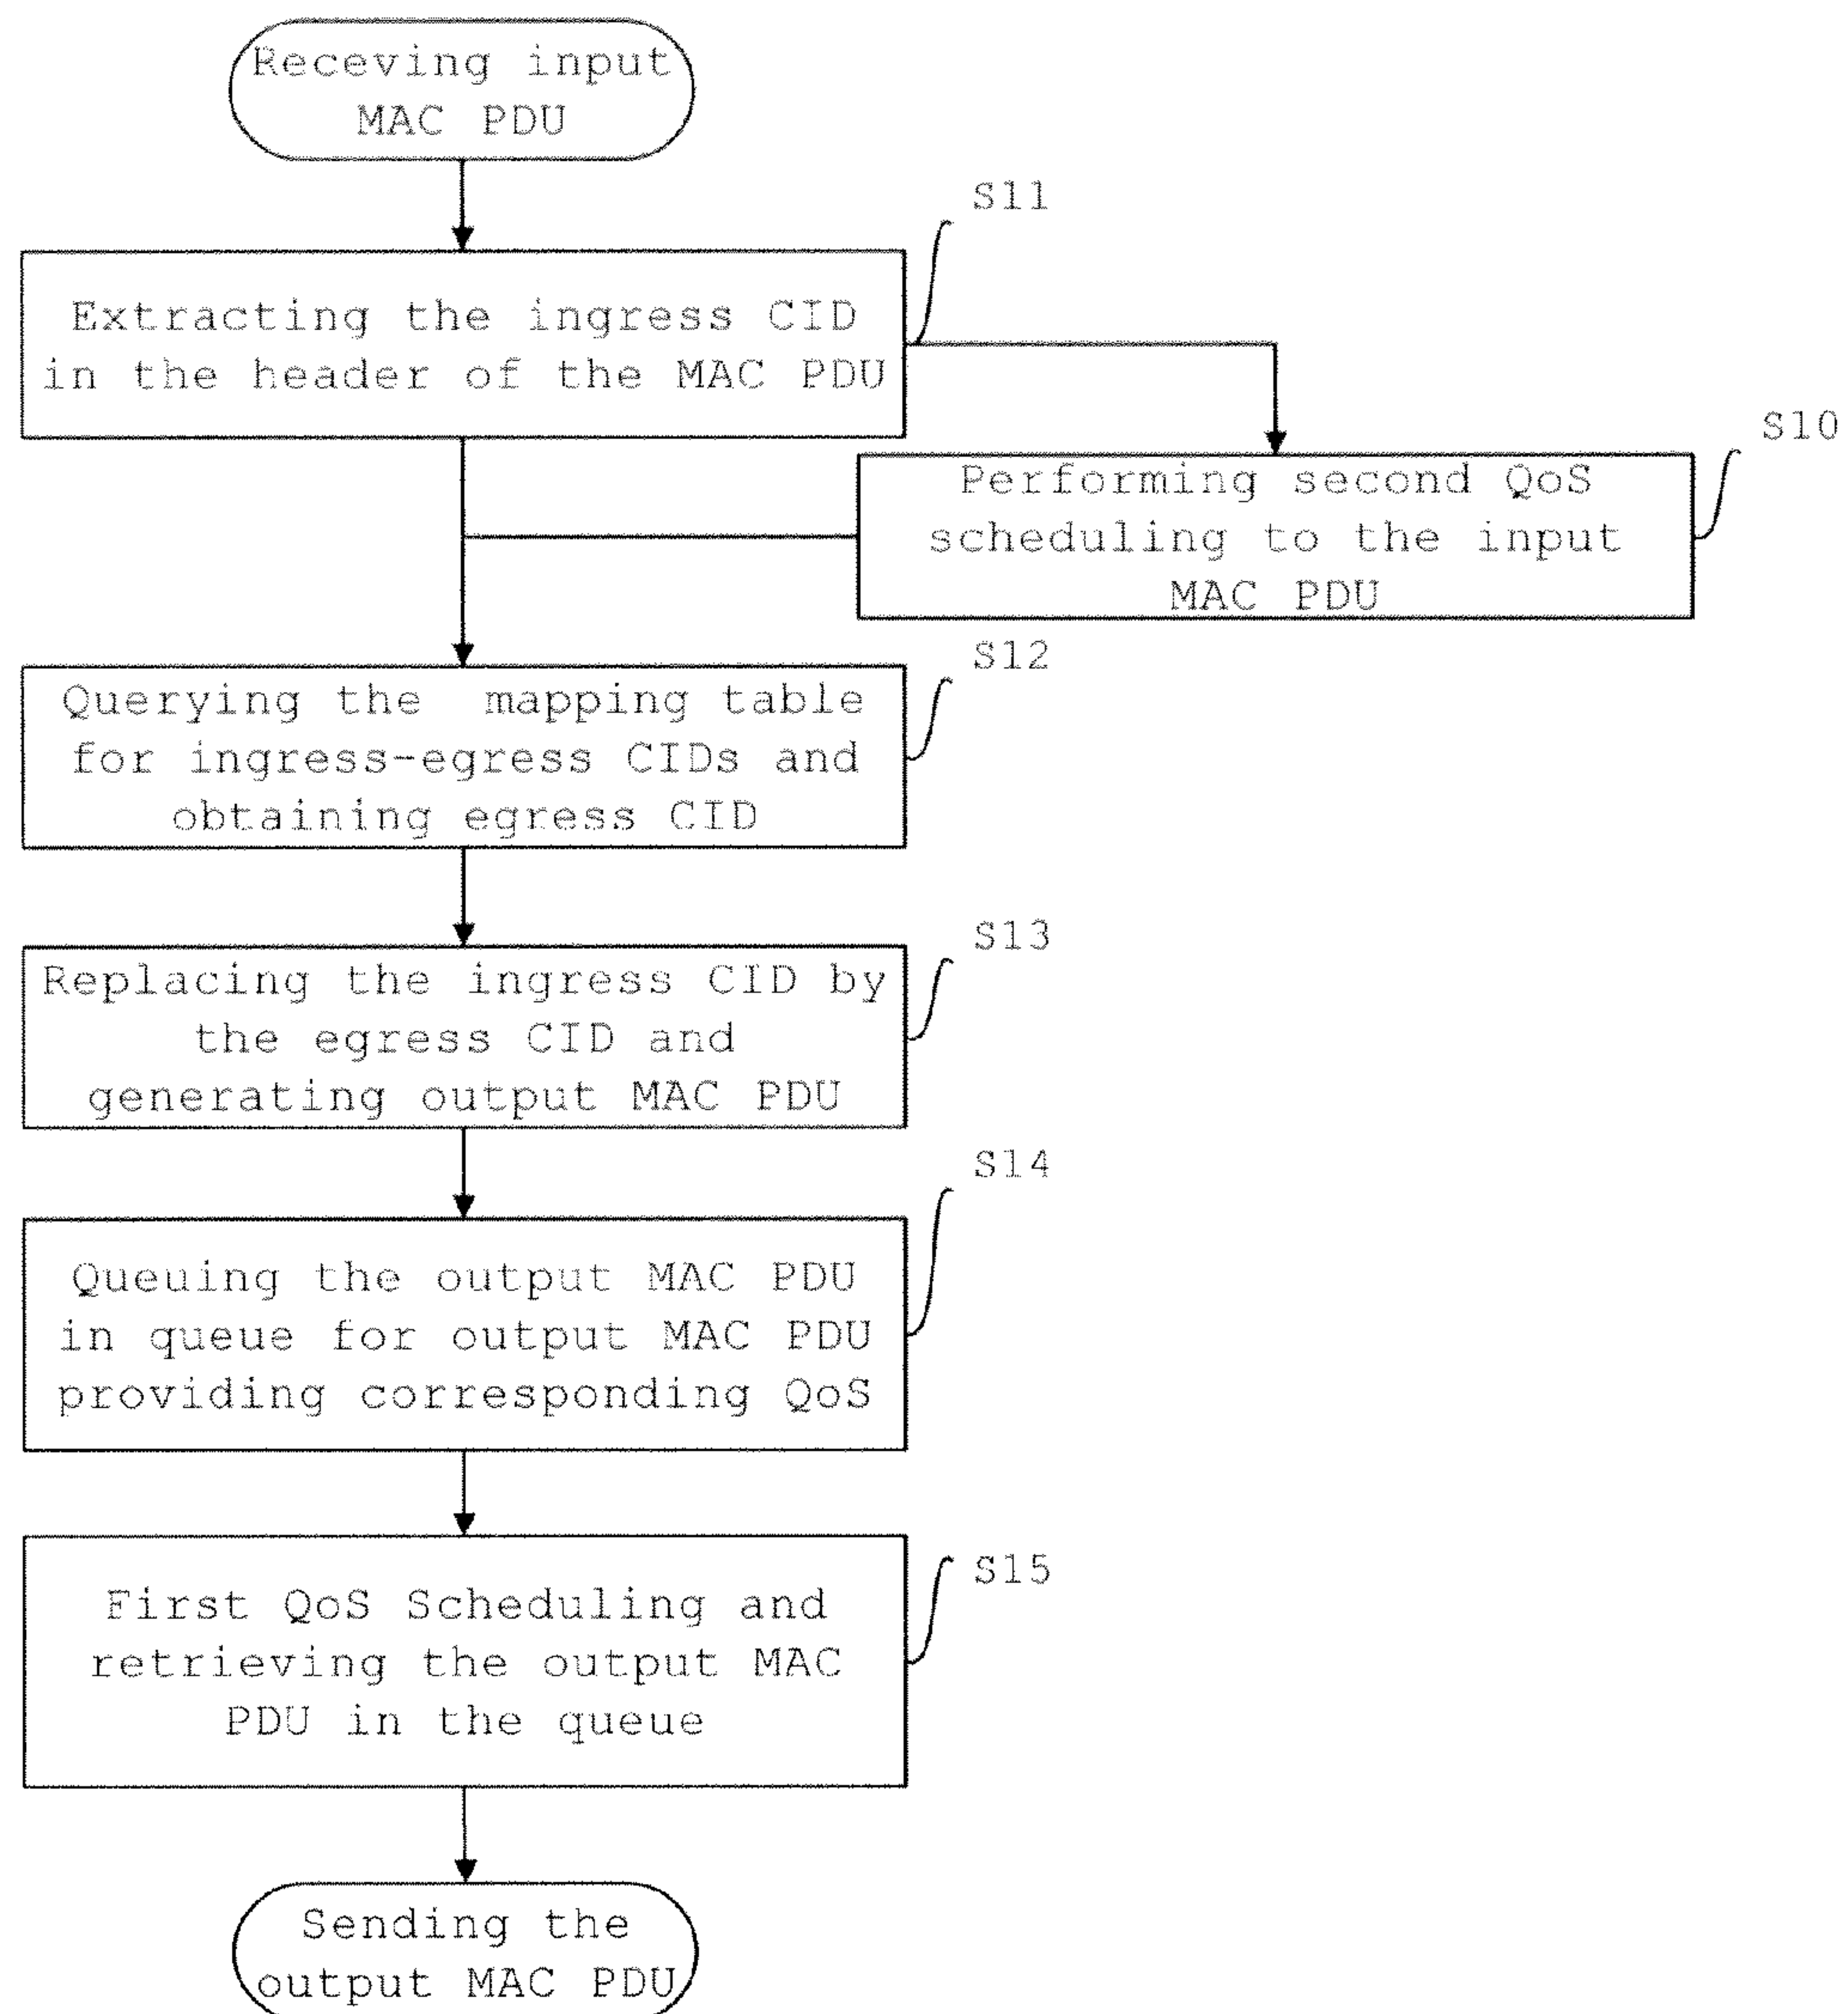 Receving input
MAC PDU
S11
Extracting the ingress CID
in the header of the MAC PDU
S10
Performing second QoS
scheduling to the input
MAC PDU
S12
Querying the mapping table
for ingress-egress CIDs and
obtaining egress CID
S13
Replacing the ingress CID by
the egress CID and
generating output MAC PDU
S14
Queuing the output MAC PDU
in queue for output MAC PDU
providing corresponding QoS
S15
First QoS Scheduling and
retrieving the output MAC
PDU in the queue
Sending the
output MAC PDU